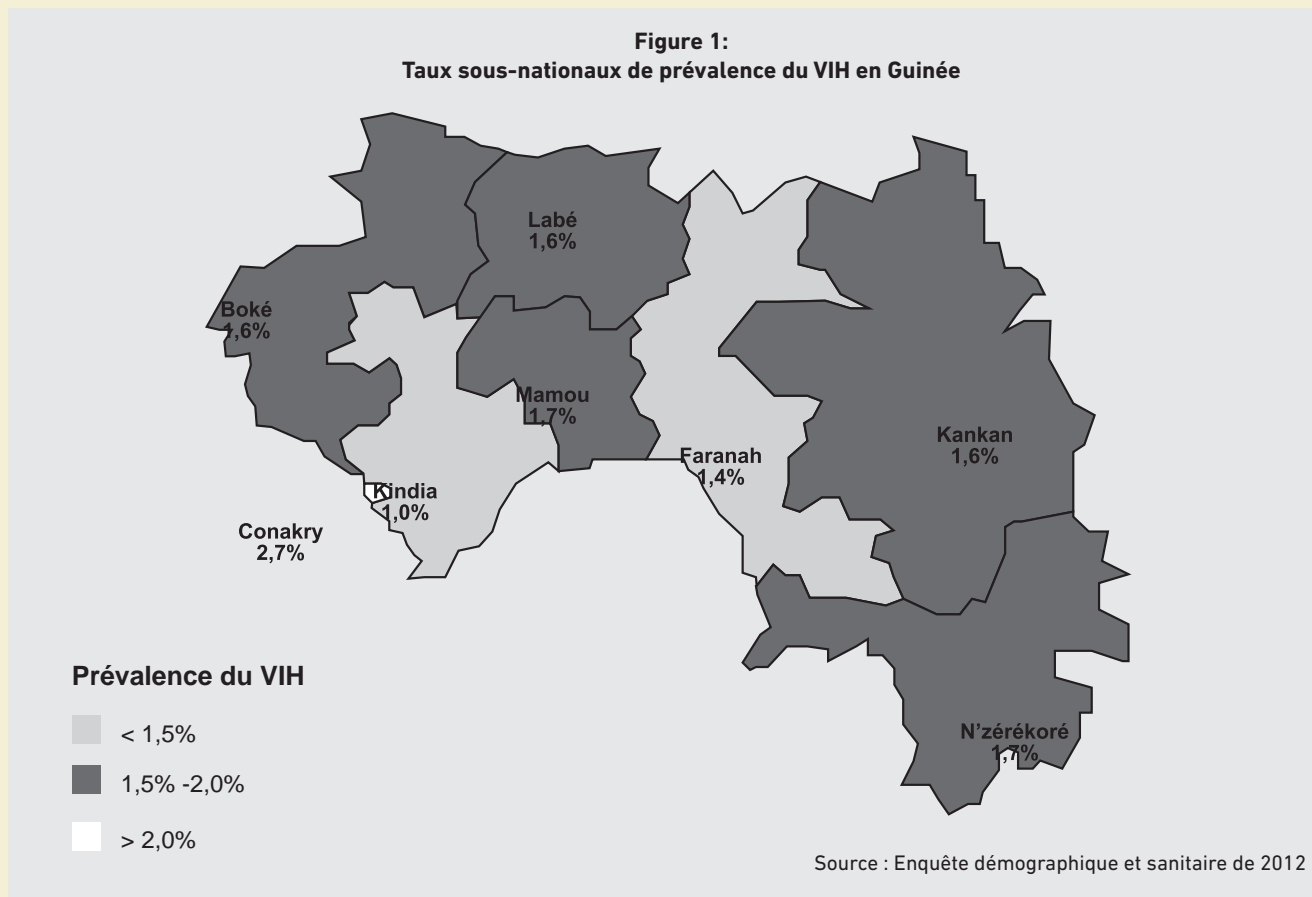 Figure 1:
Taux sous-nationaux de prévalence du VIH en Guinée
Labé
1,6%
Boké
1,6%
Mamou
1,7%
Kankan
1,6%
Faranah
1,4%
Kindia
1,0%
Conakry
2,7%
N’zérékoré
1,7%
Prévalence du VIH
< 1,5%
1,5% -2,0%
> 2,0%
Source : Enquête démographique et sanitaire de 2012